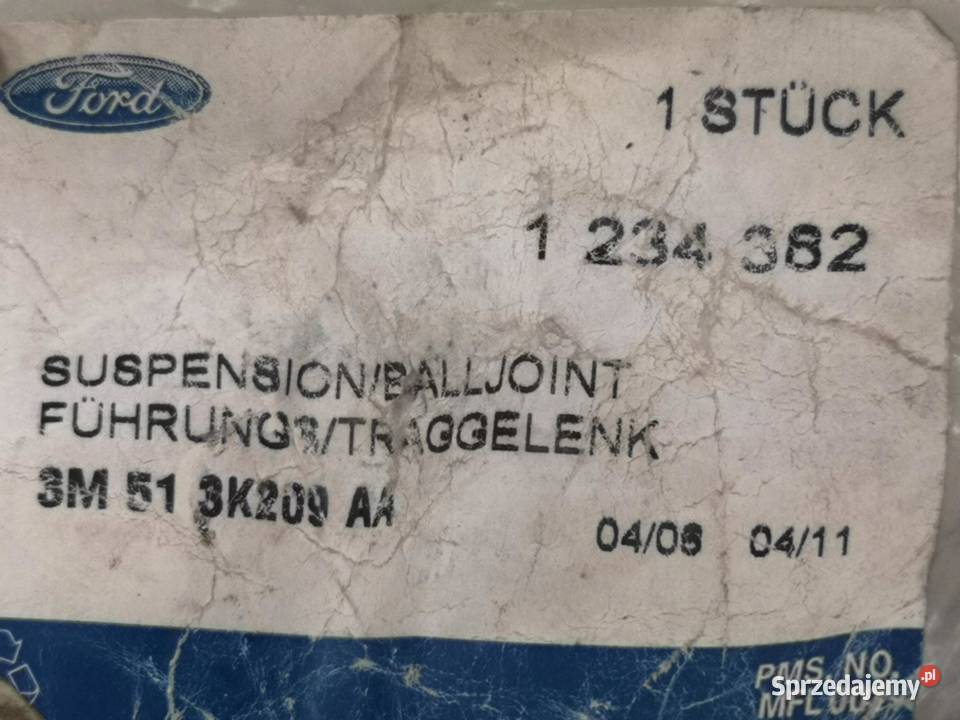 Ford
1 STÜCK
1 234 382
SUSPENSION/BALLJOINT
FÜHRUNGS/TRAGGELENK
3M 51 3K209 AA
04/06 04/11
PMS NO.
MFL
Sprzedajemy.pl